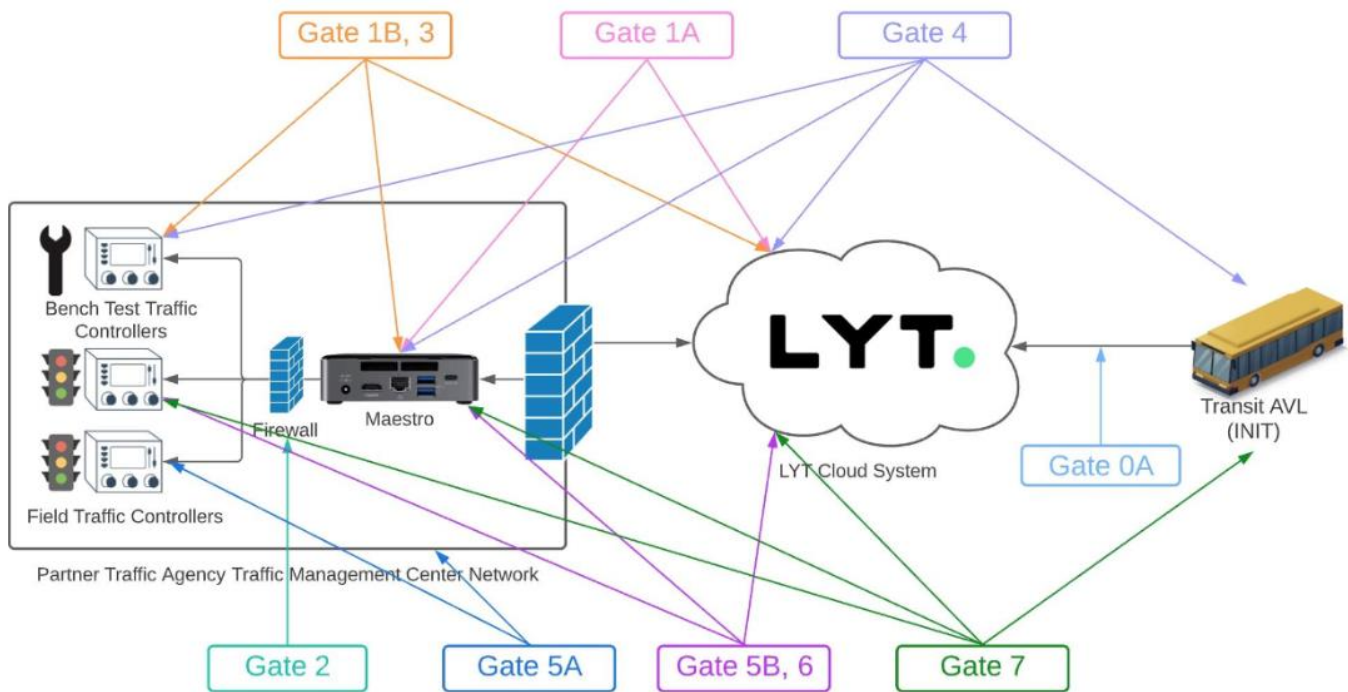 Gate 1B, 3
Gate 1A
Gate 4
Bench Test Traffic
Controllers
Firewall
Maestro
LYT.
LYT Cloud System
Transit AVL
(INIT)
Gate 0A
Field Traffic Controllers
Partner Traffic Agency Traffic Management Center Network
Gate 2
Gate 5A
Gate 5B, 6
Gate 7